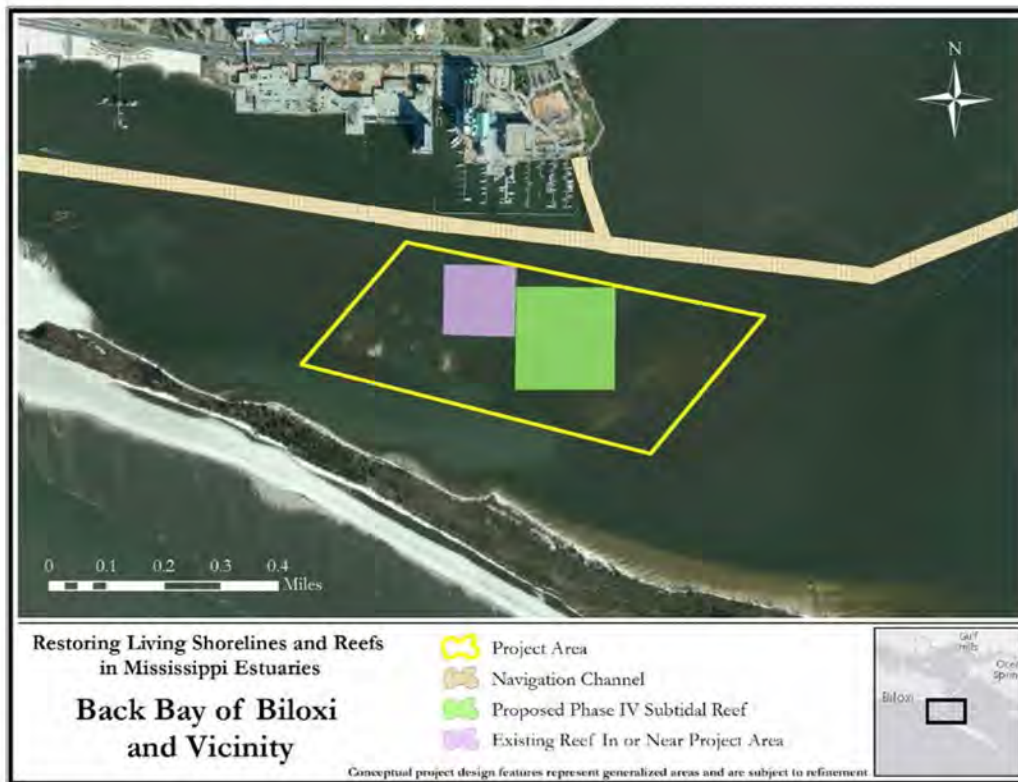 N
0 0.1 0.2 0.3 0.4
Miles
Restoring Living Shorelines and Reefs
in Mississippi Estuaries
Back Bay of Biloxi
and Vicinity
Project Area
Navigation Channel
Proposed Phase IV Subtidal Reef
Existing Reef In or Near Project Area
Biloxi
Conceptual project design features represent generalized areas and are subject to refinement